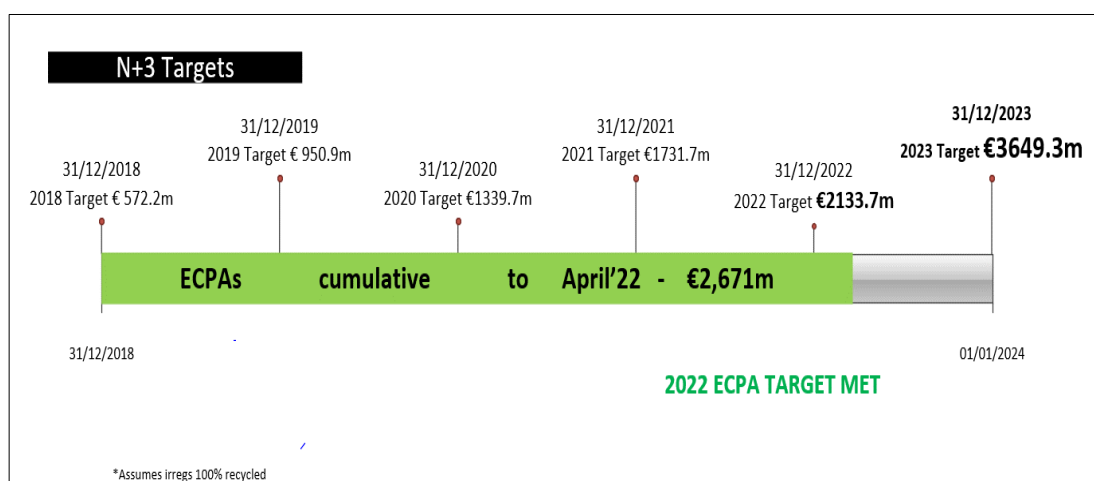 N+3 Targets
31/12/2018
2018 Target € 572.2m
31/12/2019
2019 Target € 950.9m
31/12/2020
2020 Target €1339.7m
31/12/2021
2021 Target €1731.7m
31/12/2022
2022 Target €2133.7m
31/12/2023
2023 Target €3649.3m
ECPAs cumulative to April’22 - €2,671m
31/12/2018
01/01/2024
2022 ECPA TARGET MET
*Assumes irregs 100% recycled